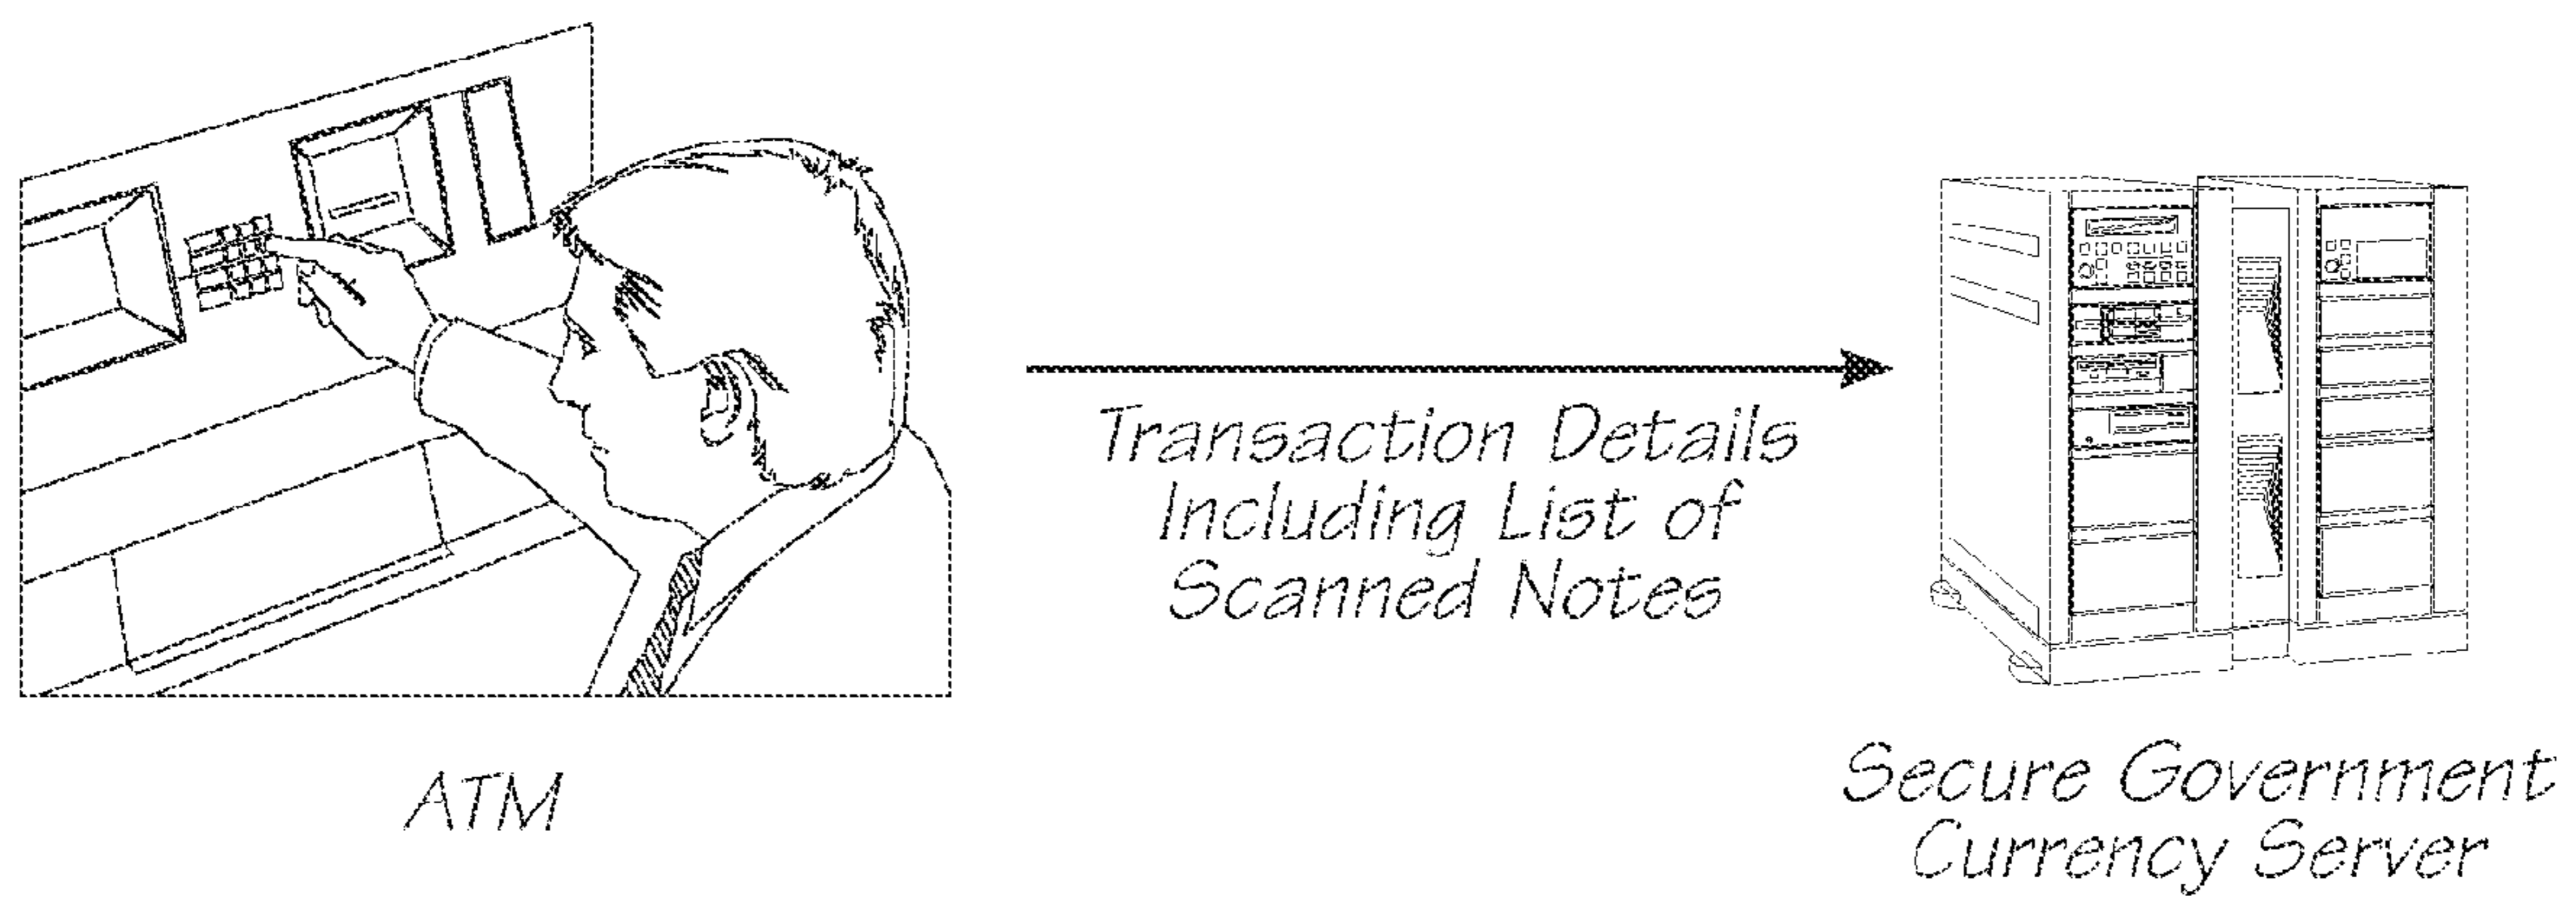 Transaction Details
Including List of
Scanned Notes
ATM
Secure Government
Currency Server